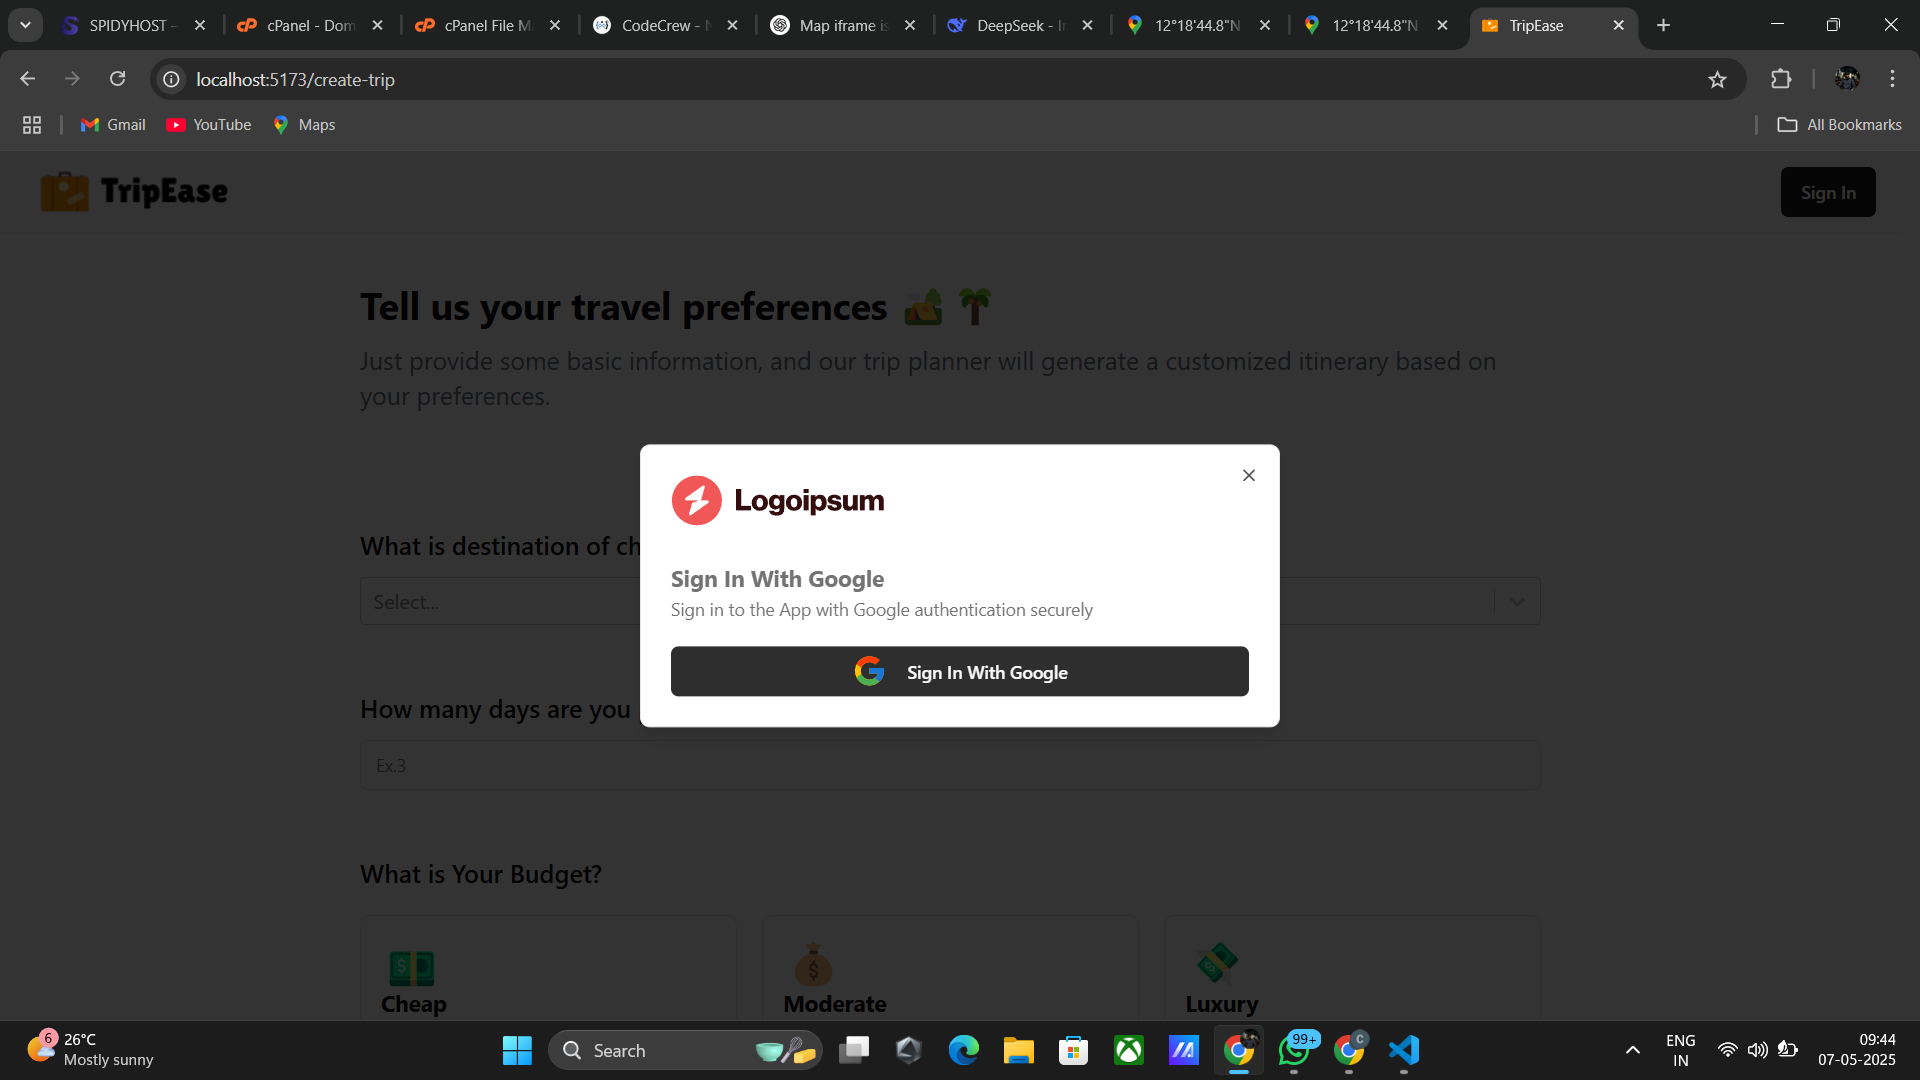 SPIDYHOST -
cPanel - Dom
cPanel File M
CodeCrew -
Map iframe is
DeepSeek - I
12°18'44.8"N
12°18'44.8"N
TripEase
localhost:5173/create-trip
Gmail
YouTube
Maps
All Bookmarks
TripEase
Sign In
Tell us your travel preferences 🏕️ 🌴
Just provide some basic information, and our trip planner will generate a customized itinerary based on
your preferences.
Logoipsum
Sign In With Google
Sign in to the App with Google authentication securely
Sign In With Google
What is destination of ch
Select...
How many days are you
Ex.3
What is Your Budget?
Cheap
Moderate
Luxury
6
26°C
Mostly sunny
Search
99+
C
ENG
IN
09:44
07-05-2025